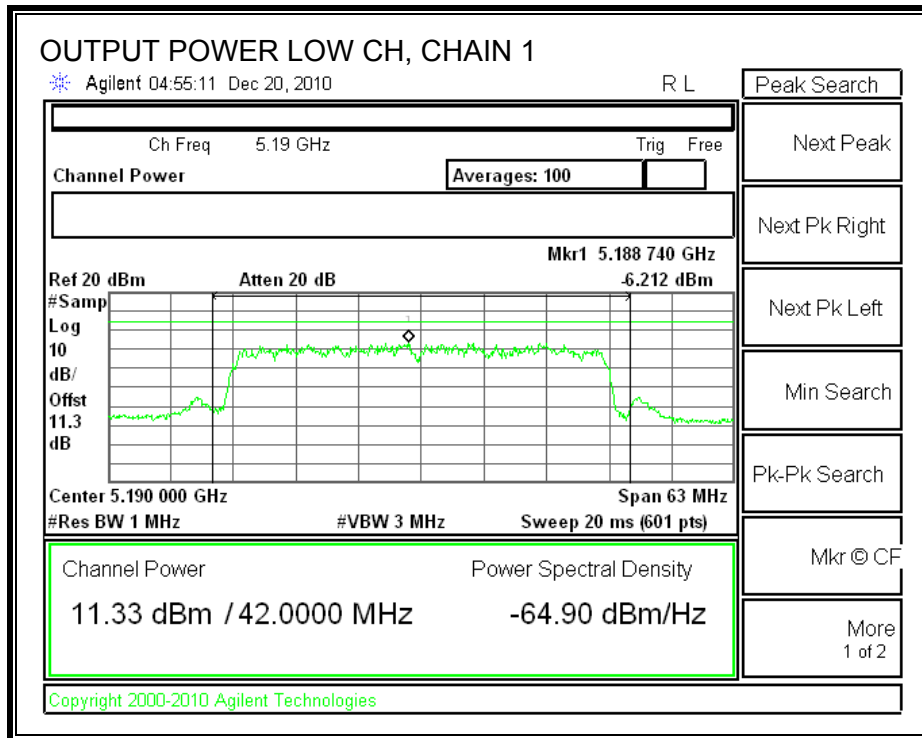 OUTPUT POWER LOW CH, CHAIN 1
Agilent 04:55:11 Dec 20, 2010 R L
Peak Search
Ch Freq 5.19 GHz Trig Free
Channel Power Averages: 100
Mkr1 5.188 740 GHz
Ref 20 dBm Atten 20 dB -6.212 dBm
#Samp
Log
10
dB/
Offst
11.3
dB
1
Center 5.190 000 GHz Span 63 MHz
#Res BW 1 MHz #VBW 3 MHz Sweep 20 ms (601 pts)
Channel Power Power Spectral Density
11.33 dBm / 42.0000 MHz -64.90 dBm/Hz
Copyright 2000-2010 Agilent Technologies
Next Peak
Next Pk Right
Next Pk Left
Min Search
Pk-Pk Search
Mkr © CF
More
1 of 2